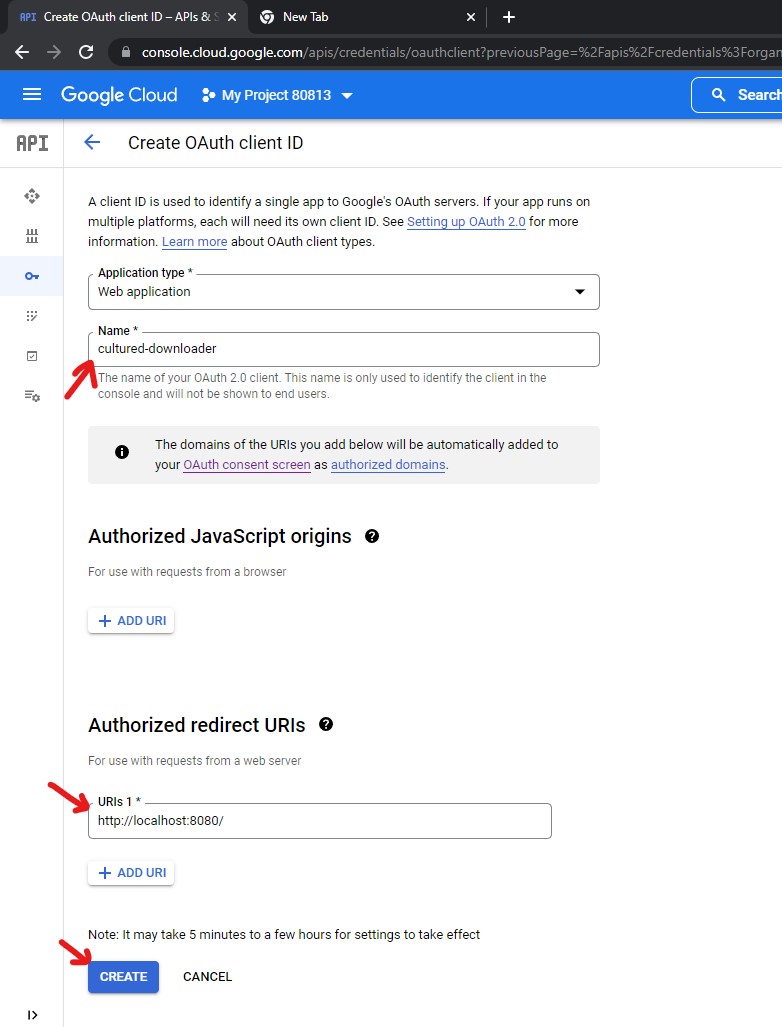 API Create OAuth client ID – APIs & S
New Tab
console.cloud.google.com/apis/credentials/oauthclient?previousPage=%2Fapis%2Fcredentials%3Forgan
Google Cloud
My Project 80813
Search
API
Create OAuth client ID
A client ID is used to identify a single app to Google's OAuth servers. If your app runs on
multiple platforms, each will need its own client ID. See Setting up OAuth 2.0 for more
information. Learn more about OAuth client types.
Application type *
Web application
Name *
cultured-downloader
The name of your OAuth 2.0 client. This name is only used to identify the client in the
console and will not be shown to end users.
The domains of the URIs you add below will be automatically added to
your OAuth consent screen as authorized domains.
Authorized JavaScript origins
For use with requests from a browser
ADD URI
Authorized redirect URIs
For use with requests from a web server
URIs 1 *
http://localhost:8080/
ADD URI
Note: It may take 5 minutes to a few hours for settings to take effect
CREATE
CANCEL